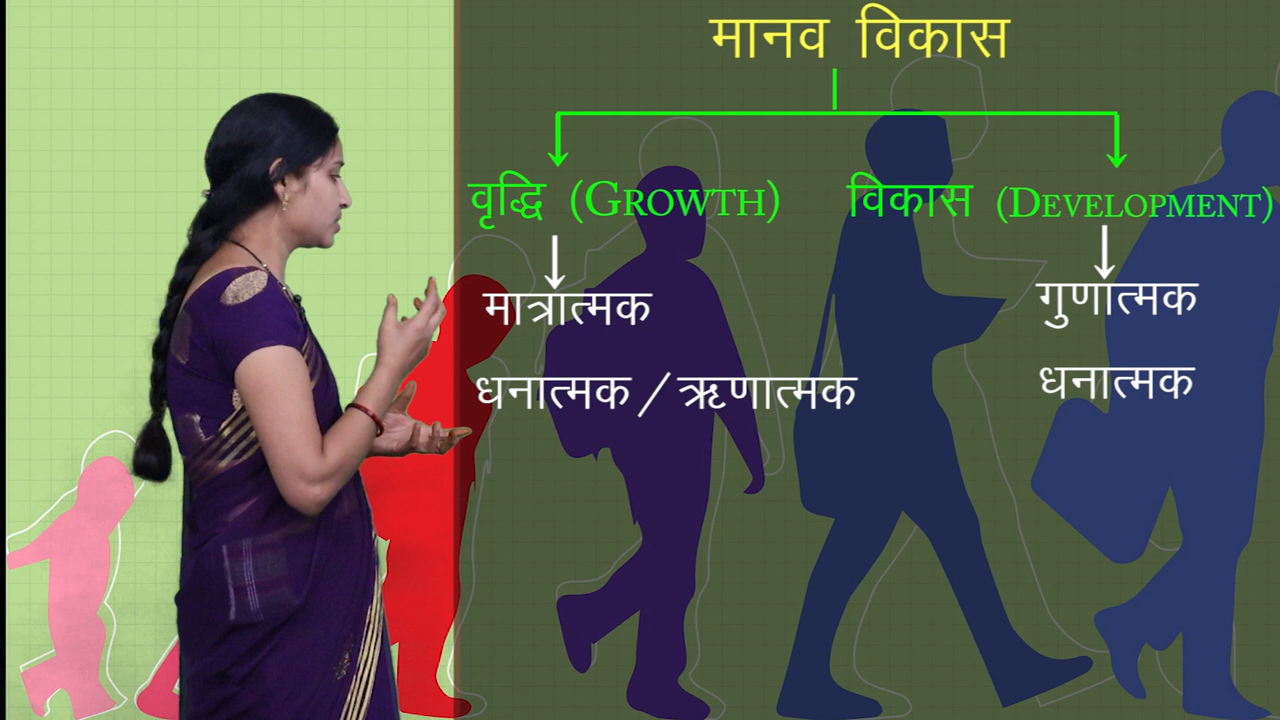 मानव विकास
वृद्धि (GROWTH)
विकास (DEVELOPMENT)
मात्रात्मक
गुणात्मक
धनात्मक / ऋणात्मक
धनात्मक